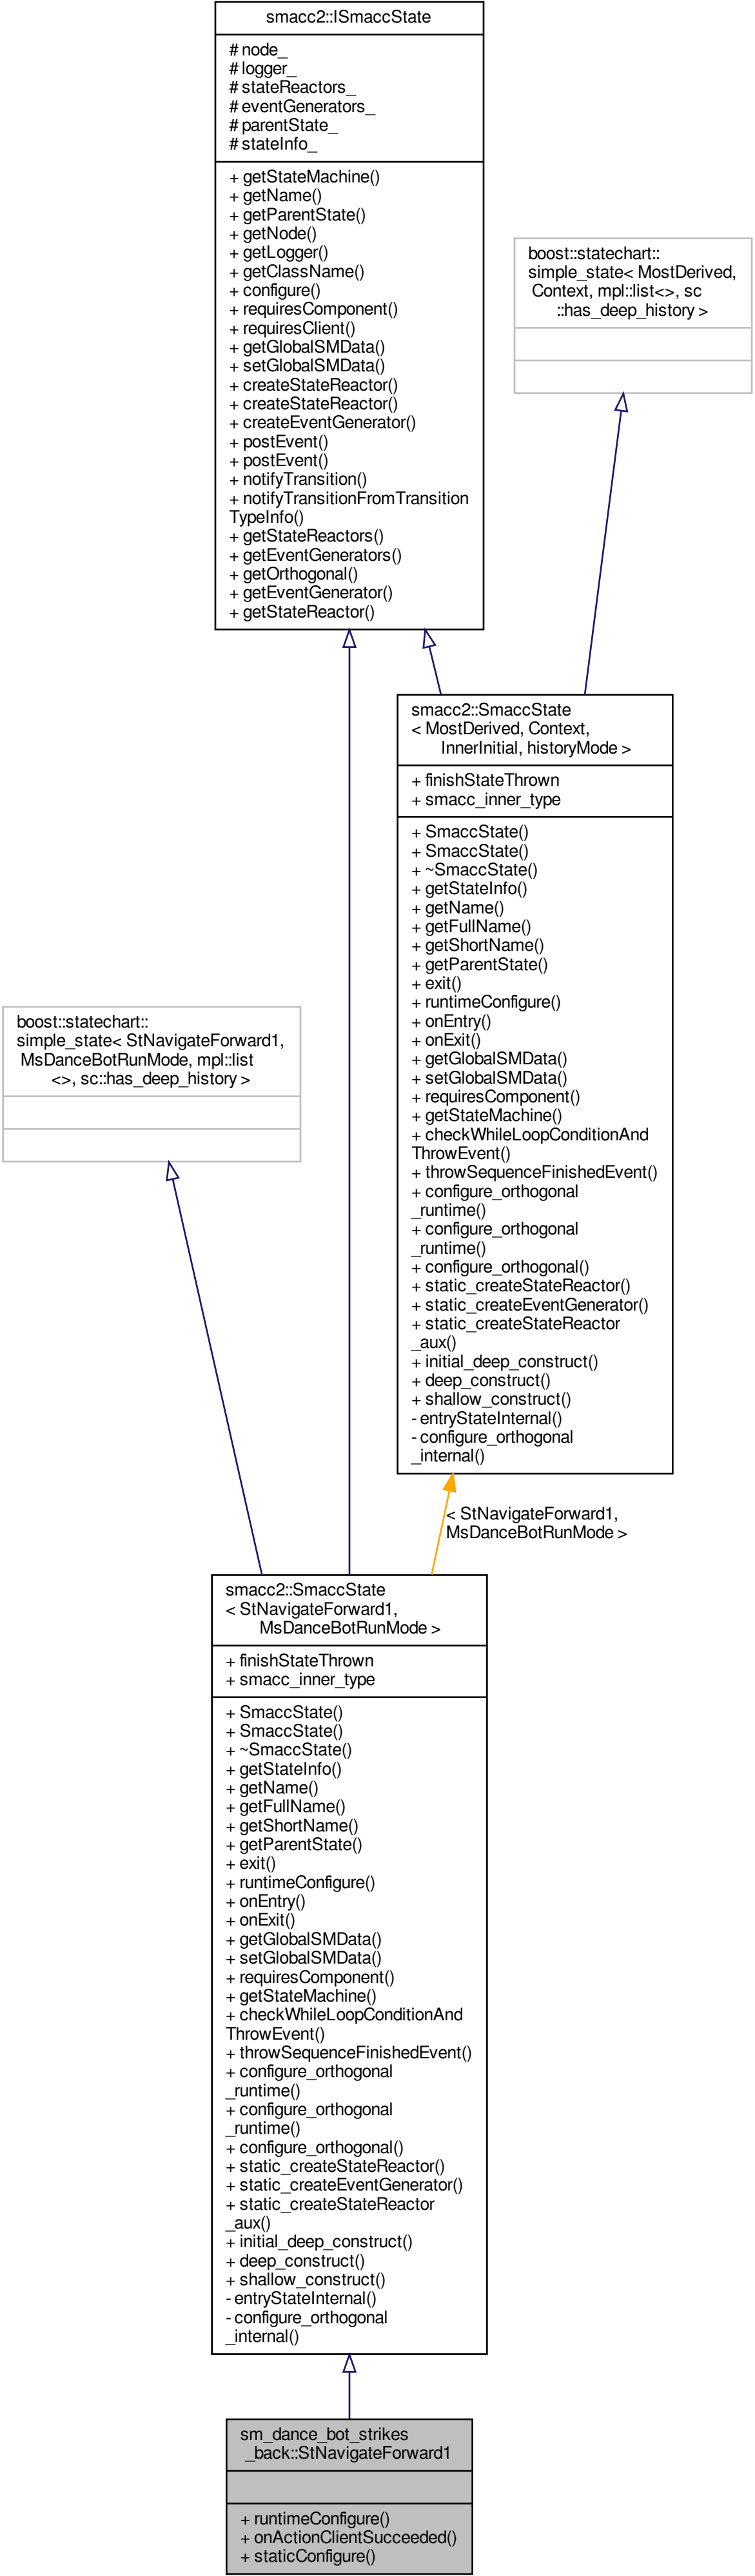 smacc2::ISmaccState
# node_
# logger_
# stateReactors_
# eventGenerators_
# parentState_
# stateInfo_
+ getStateMachine()
+ getName()
+ getParentState()
+ getNode()
+ getLogger()
+ getClassName()
+ configure()
+ requiresComponent()
+ requiresClient()
+ getGlobalSMData()
+ setGlobalSMData()
+ createStateReactor()
+ createStateReactor()
+ createEventGenerator()
+ postEvent()
+ postEvent()
+ notifyTransition()
+ notifyTransitionFromTransition
TypeInfo()
+ getStateReactors()
+ getEventGenerators()
+ getOrthogonal()
+ getEventGenerator()
+ getStateReactor()
boost::statechart::
simple_state< MostDerived,
Context, mpl::list<>, sc
::has_deep_history >
smacc2::SmaccState
< MostDerived, Context,
InnerInitial, historyMode >
+ finishStateThrown
+ smacc_inner_type
+ SmaccState()
+ SmaccState()
+ ~SmaccState()
+ getStateInfo()
+ getName()
+ getFullName()
+ getShortName()
+ getParentState()
+ exit()
+ runtimeConfigure()
+ onEntry()
+ onExit()
+ getGlobalSMData()
+ setGlobalSMData()
+ requiresComponent()
+ getStateMachine()
+ checkWhileLoopConditionAnd
ThrowEvent()
+ throwSequenceFinishedEvent()
+ configure_orthogonal
_runtime()
+ configure_orthogonal
_runtime()
+ configure_orthogonal()
+ static_createStateReactor()
+ static_createEventGenerator()
+ static_createStateReactor
_aux()
+ initial_deep_construct()
+ deep_construct()
+ shallow_construct()
- entryStateInternal()
- configure_orthogonal
_internal()
boost::statechart::
simple_state< StNavigateForward1,
MsDanceBotRunMode, mpl::list
<>, sc::has_deep_history >
< StNavigateForward1,
MsDanceBotRunMode >
smacc2::SmaccState
< StNavigateForward1,
MsDanceBotRunMode >
+ finishStateThrown
+ smacc_inner_type
+ SmaccState()
+ SmaccState()
+ ~SmaccState()
+ getStateInfo()
+ getName()
+ getFullName()
+ getShortName()
+ getParentState()
+ exit()
+ runtimeConfigure()
+ onEntry()
+ onExit()
+ getGlobalSMData()
+ setGlobalSMData()
+ requiresComponent()
+ getStateMachine()
+ checkWhileLoopConditionAnd
ThrowEvent()
+ throwSequenceFinishedEvent()
+ configure_orthogonal
_runtime()
+ configure_orthogonal
_runtime()
+ configure_orthogonal()
+ static_createStateReactor()
+ static_createEventGenerator()
+ static_createStateReactor
_aux()
+ initial_deep_construct()
+ deep_construct()
+ shallow_construct()
- entryStateInternal()
- configure_orthogonal
_internal()
sm_dance_bot_strikes
_back::StNavigateForward1
+ runtimeConfigure()
+ onActionClientSucceeded()
+ staticConfigure()